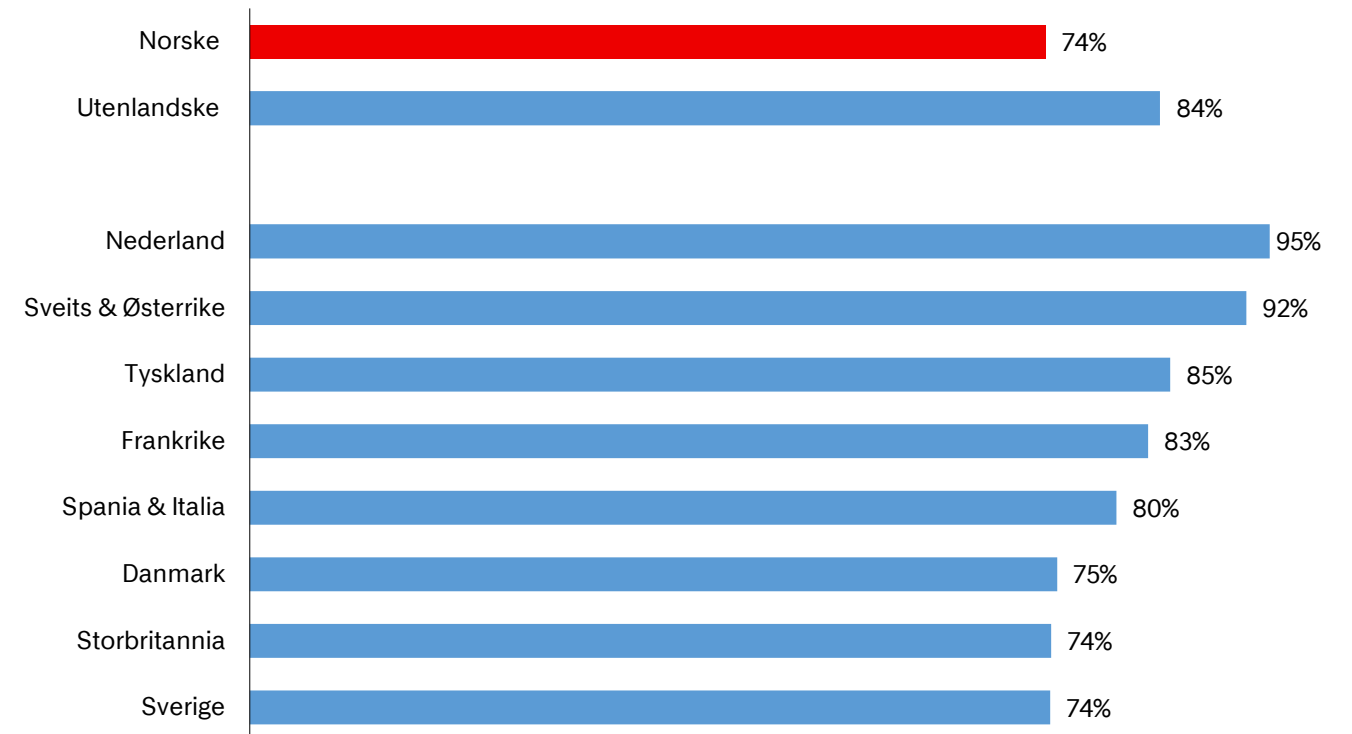 Norske 74%
Utenlandske 84%
Nederland 95%
Sveits & Østerrike 92%
Tyskland 85%
Frankrike 83%
Spania & Italia 80%
Danmark 75%
Storbritannia 74%
Sverige 74%